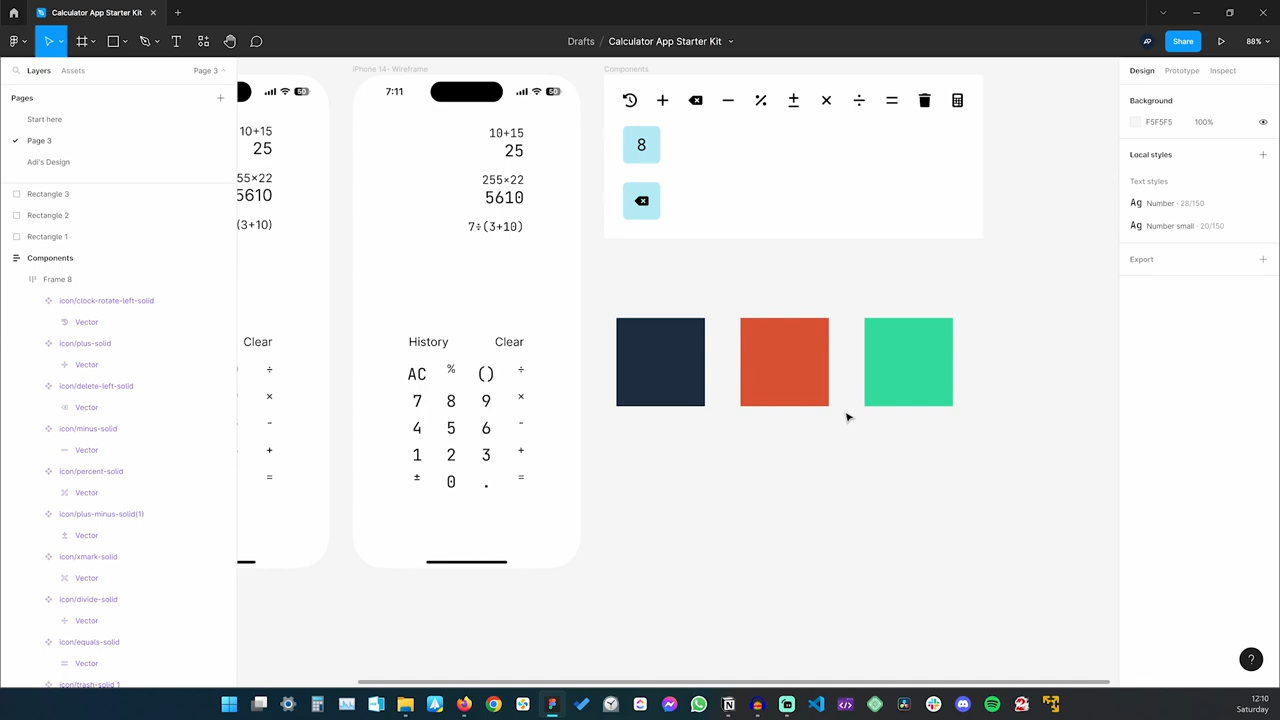 Calculator App Starter Kit
Drafts / Calculator App Starter Kit
Share
88%
Layers
Assets
Page 3
Pages
Start here
Page 3
Adi's Design
Rectangle 3
Rectangle 2
Rectangle 1
Components
Frame 8
icon/clock-rotate-left-solid
Vector
icon/plus-solid
Vector
icon/delete-left-solid
Vector
icon/minus-solid
Vector
icon/percent-solid
Vector
icon/plus-minus-solid(1)
Vector
icon/xmark-solid
Vector
icon/divide-solid
Vector
icon/equals-solid
Vector
icon/trash-solid 1
50
10+15
25
55×22
5610
(3+10)
Clear
÷
×
-
+
=
iPhone 14- Wireframe
7:11
50
10+15
25
255×22
5610
7÷(3+10)
History Clear
AC % () ÷
7 8 9 ×
4 5 6 -
1 2 3 +
± 0 . =
Components
8
Design
Prototype
Inspect
Background
F5F5F5 100%
Local styles
Text styles
Ag Number · 28/150
Ag Number small · 20/150
Export
?
12:10
Saturday